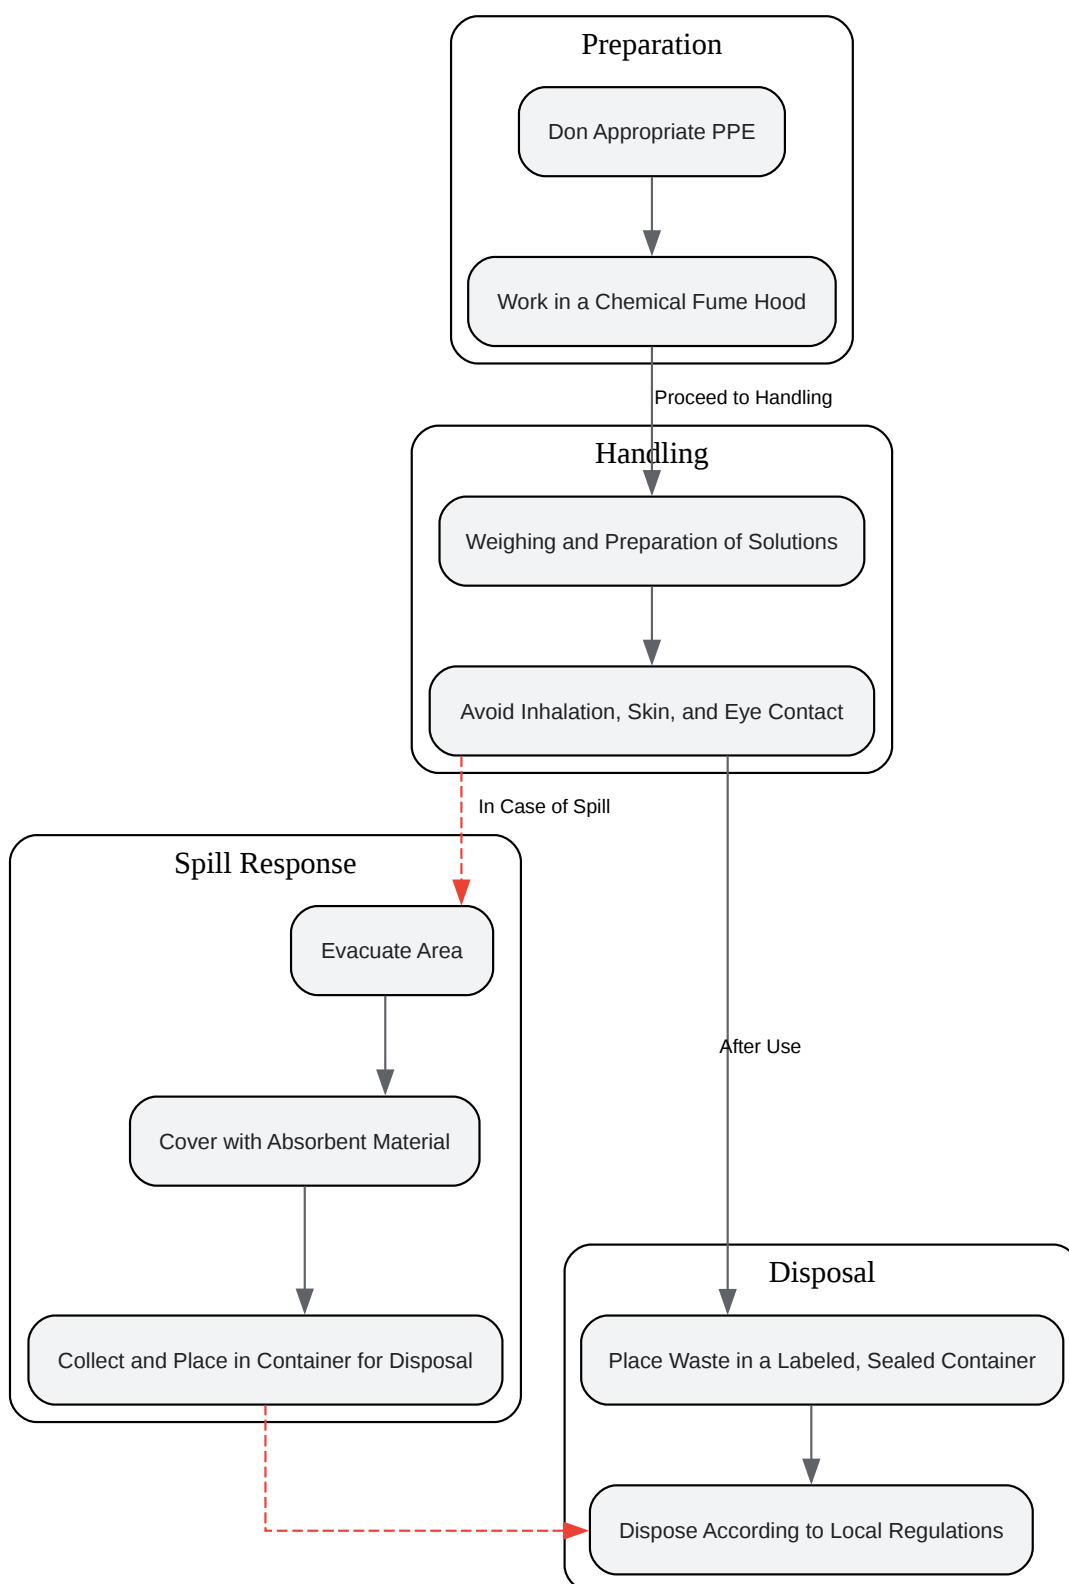 Preparation
Don Appropriate PPE
Work in a Chemical Fume Hood
Proceed to Handling
Handling
Weighing and Preparation of Solutions
Avoid Inhalation, Skin, and Eye Contact
In Case of Spill
Spill Response
Evacuate Area
After Use
Cover with Absorbent Material
Disposal
Collect and Place in Container for Disposal
Place Waste in a Labeled, Sealed Container
Dispose According to Local Regulations